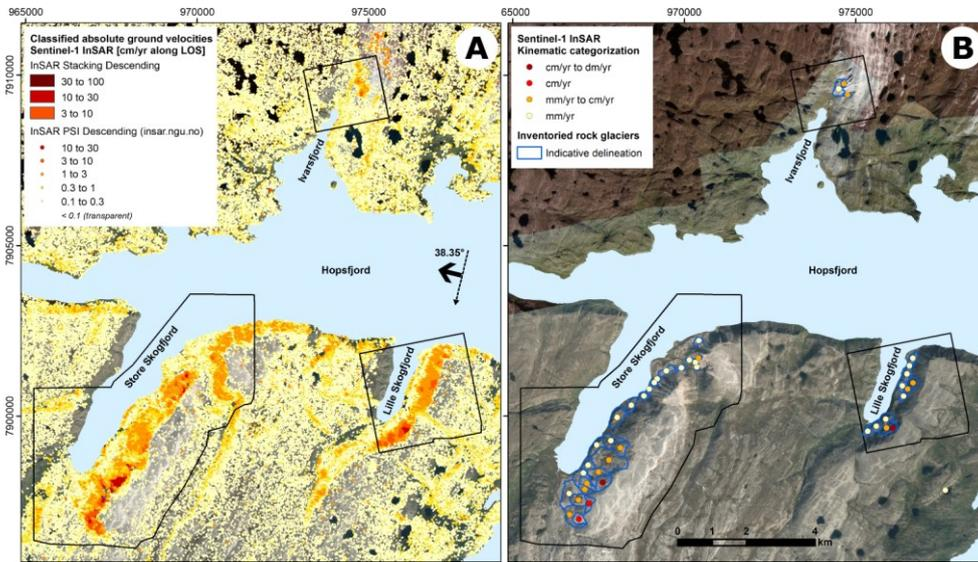 965000
970000
975000
65000
970000
975000
7910000
7905000
7900000
Classified absolute ground velocities
Sentinel-1 InSAR [cm/yr along LOS]
InSAR Stacking Descending
30 to 100
10 to 30
3 to 10
InSAR PSI Descending (insar.ngu.no)
10 to 30
3 to 10
1 to 3
0.3 to 1
0.1 to 0.3
< 0.1 (transparent)
A
Ivarsfjord
Hopsfjord
38.35°
Store Skogfjord
Lille Skogfjord
Sentinel-1 InSAR
Kinematic categorization
cm/yr to dm/yr
cm/yr
mm/yr to cm/yr
mm/yr
Inventoried rock glaciers
Indicative delineation
B
Ivarsfjord
Hopsfjord
Store Skogfjord
Lille Skogfjord
0 1 2 4
km